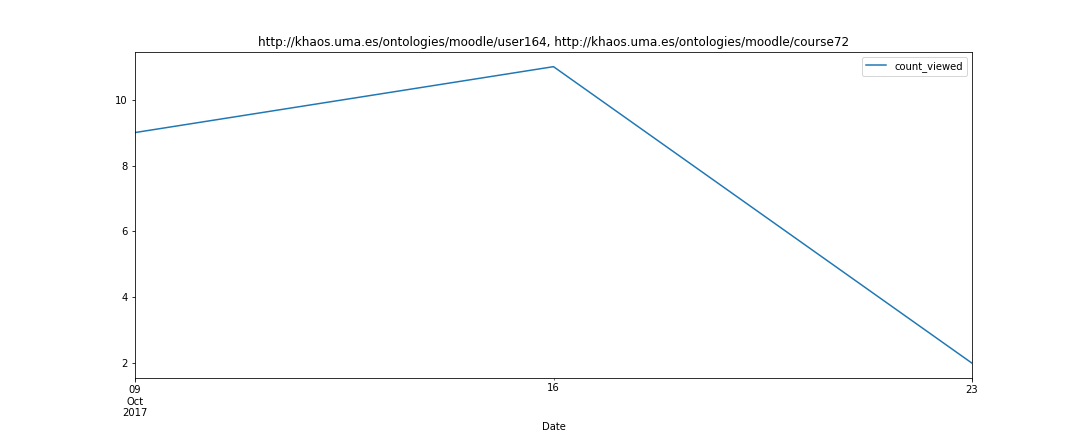 http://khaos.uma.es/ontologies/moodle/user164, http://khaos.uma.es/ontologies/moodle/course72
count_viewed
10
8
6
4
2
09
Oct
2017
16
23
Date